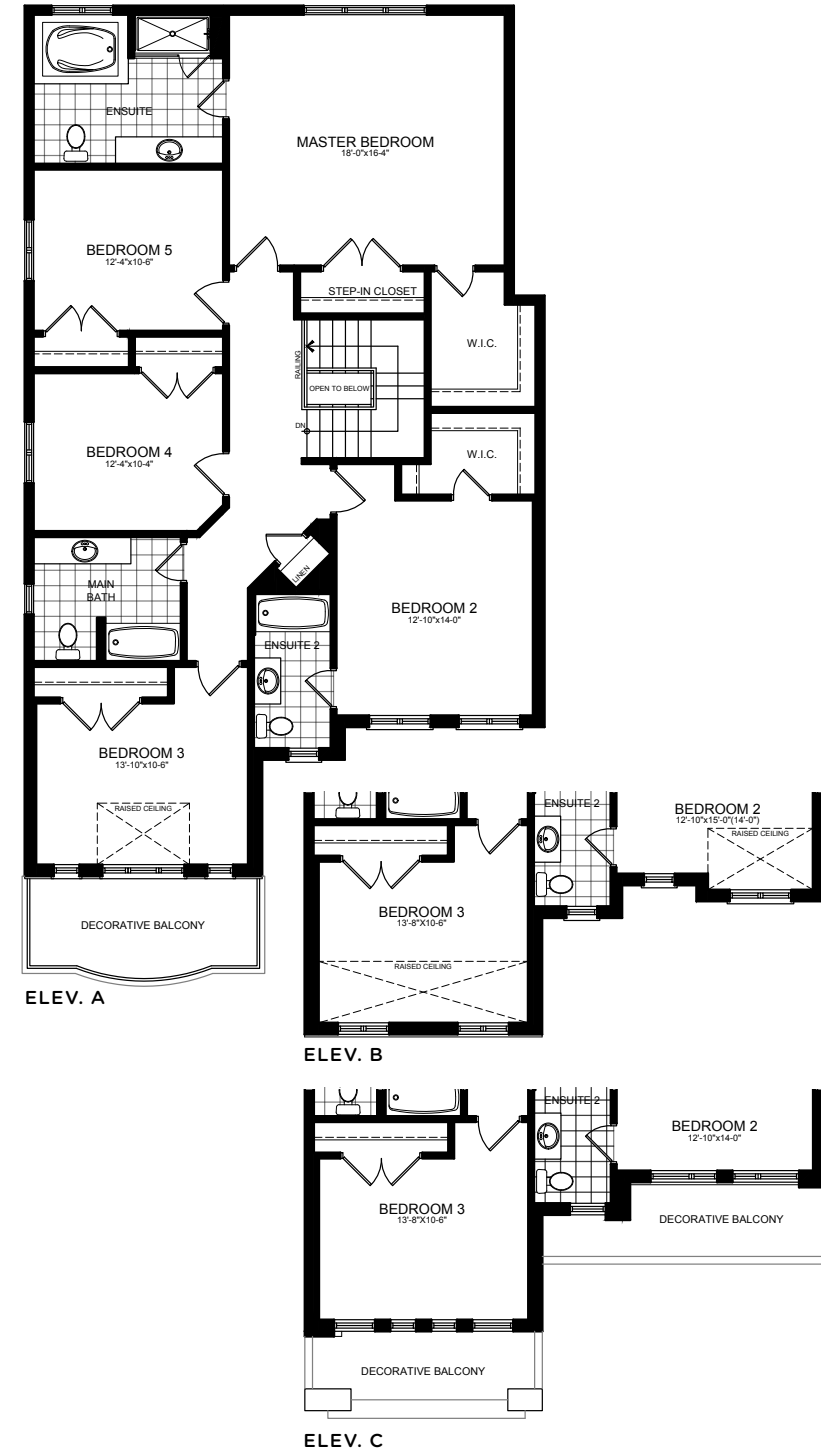 ENSUITE
MASTER BEDROOM
18'-0"x16-4"
BEDROOM 5
12'-4"x10-6"
STEP-IN CLOSET
W.I.C.
RAILING
OPEN TO BELOW
DN
BEDROOM 4
12'-4"x10-4"
W.I.C.
MAIN
BATH
LINEN
BEDROOM 2
12'-10"x14-0"
ENSUITE 2
BEDROOM 3
13'-10"x10-6"
RAISED CEILING
DECORATIVE BALCONY
ELEV. A
ENSUITE 2
BEDROOM 2
12'-10"x15'-0"(14'-0")
RAISED CEILING
BEDROOM 3
13'-8"X10-6"
RAISED CEILING
ELEV. B
ENSUITE 2
BEDROOM 2
12'-10"x14-0"
BEDROOM 3
13'-8"X10-6"
DECORATIVE BALCONY
DECORATIVE BALCONY
ELEV. C